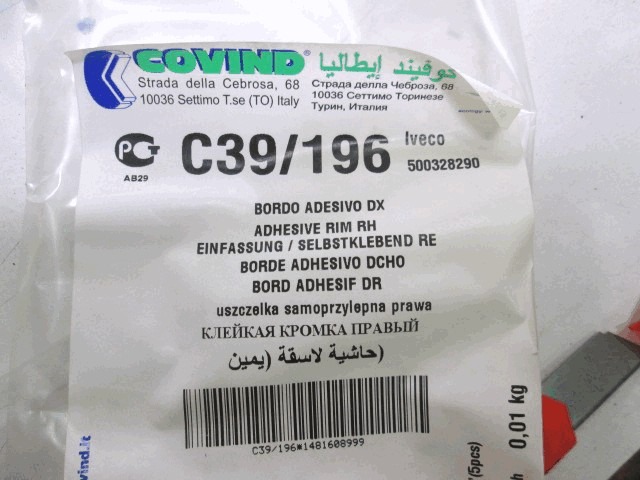 COVIND® كوفيند إيطاليا
Strada della Cebrosa, 68
10036 Settimo T.se (TO) Italy
Страда делла Чеброза, 68
10036 Сеттимо Торинезе
Турин, Италия
РСТ
AB29
C39/196
Iveco
500328290
BORDO ADESIVO DX
ADHESIVE RIM RH
EINFASSUNG / SELBSTKLEBEND RE
BORDE ADHESIVO DCHO
BORD ADHESIF DR
uszczelka samoprzylepna prawa
КЛЕЙКАЯ КРОМКА ПРАВЫЙ
حاشية لاسقة (يمين)
C39/196*1481608999
vind.it
(5pcs)
0,01 kg